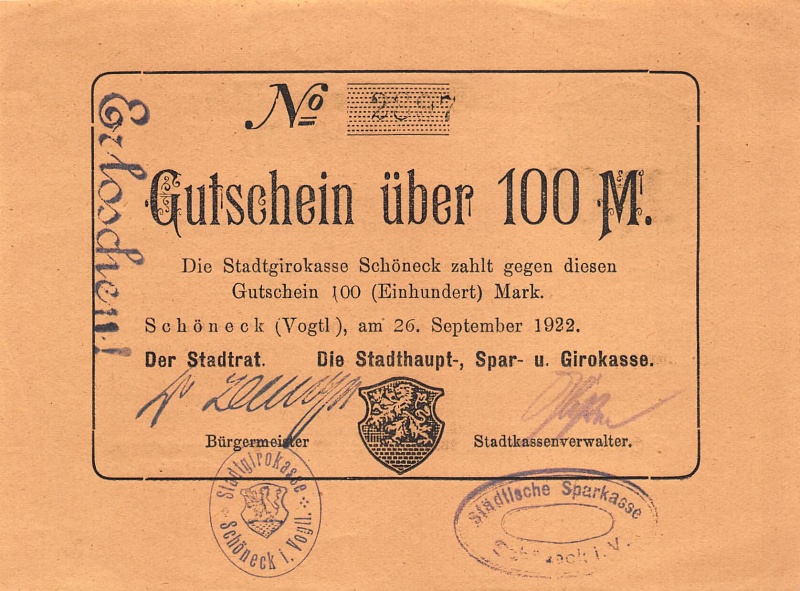 Erloschen!
No
Gutschein über 100 M.
Die Stadtgirokasse Schöneck zahlt gegen diesen
Gutschein 100 (Einhundert) Mark.
Schöneck (Vogtl), am 26. September 1922.
Der Stadtrat. Die Stadthaupt-, Spar- u. Girokasse.
Bürgermeister Stadtkassenverwalter.
Stadtgirokasse
Schöneck i. Vogtl.
Städtische Sparkasse
Schöneck i. V.